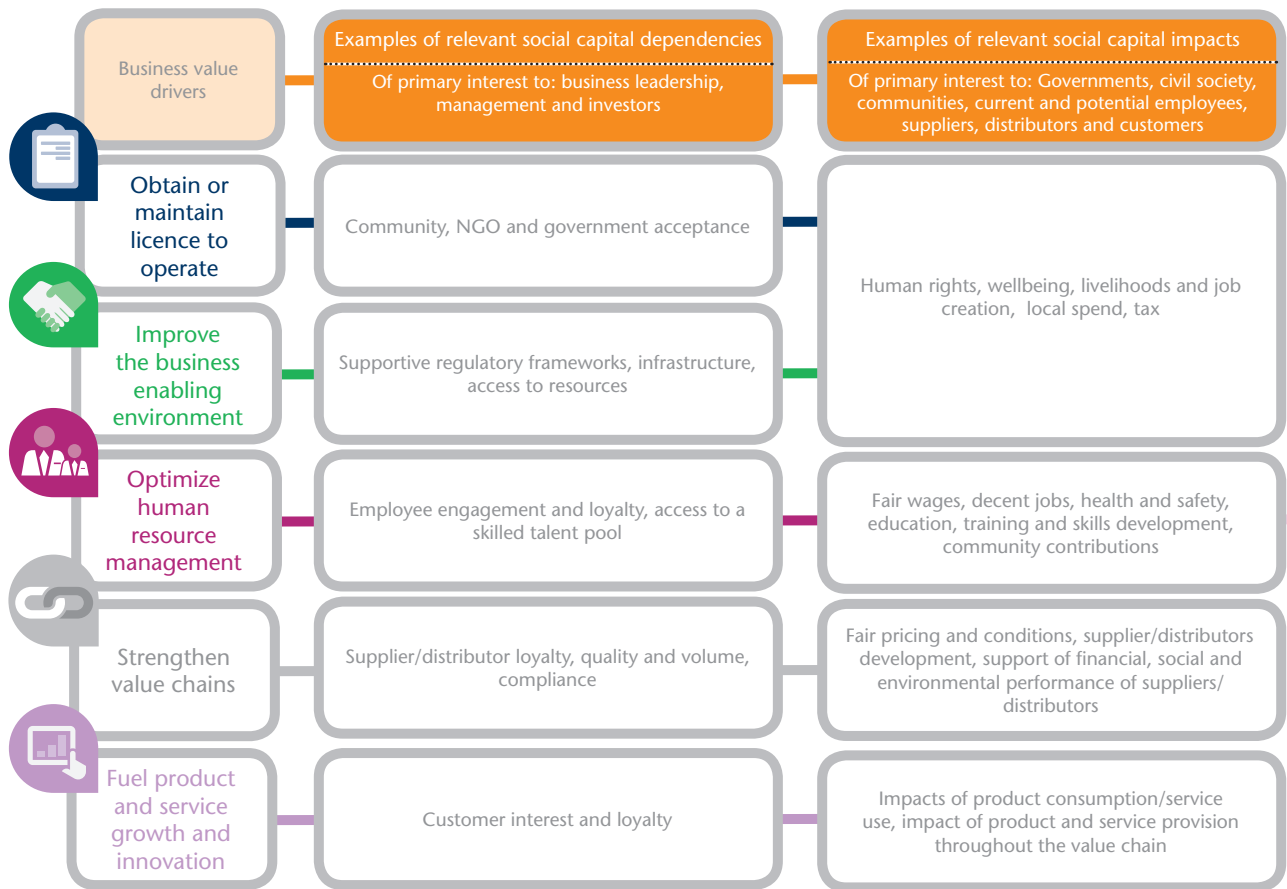 Business value
drivers
Examples of relevant social capital dependencies
Of primary interest to: business leadership,
management and investors
Examples of relevant social capital impacts
Of primary interest to: Governments, civil society,
communities, current and potential employees,
suppliers, distributors and customers
Obtain or
maintain
licence to
operate
Community, NGO and government acceptance
Human rights, wellbeing, livelihoods and job
creation, local spend, tax
Improve
the business
enabling
environment
Supportive regulatory frameworks, infrastructure,
access to resources
Optimize
human
resource
management
Employee engagement and loyalty, access to a
skilled talent pool
Fair wages, decent jobs, health and safety,
education, training and skills development,
community contributions
Strengthen
value chains
Supplier/distributor loyalty, quality and volume,
compliance
Fair pricing and conditions, supplier/distributors
development, support of financial, social and
environmental performance of suppliers/
distributors
Fuel product
and service
growth and
innovation
Customer interest and loyalty
Impacts of product consumption/service
use, impact of product and service provision
throughout the value chain